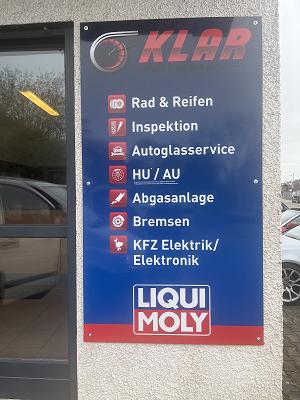 KLAR
Rad & Reifen
Inspektion
Autoglasservice
HU / AU
Abgasanlage
Bremsen
KFZ Elektrik/
Elektronik
LIQUI
MOLY